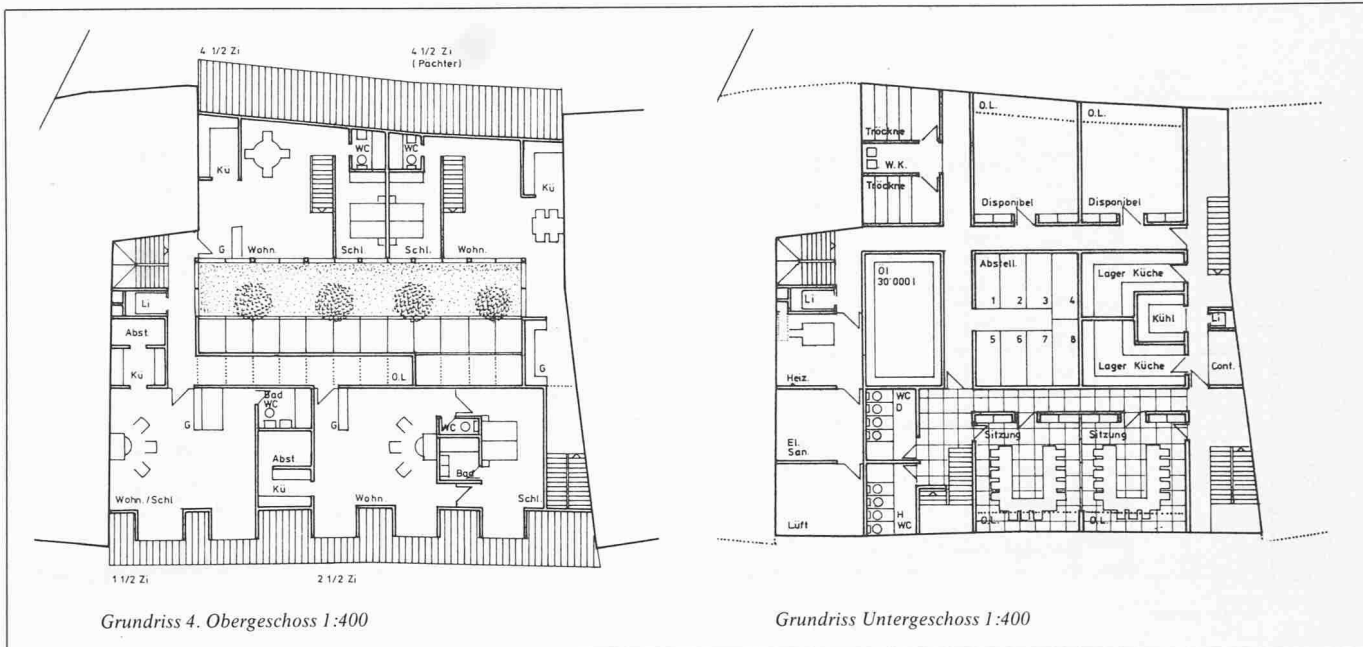 4 1/2 Zi
4 1/2 Zi
(Pächter)
Kü
WC
WC
Kü
G
Wohn.
Schl.
Schl.
Wohn.
Li
Abst.
Kü
O.L
G
Bad
WC
G
G
WC
Abst
Kü
Bad
Wohn./Schl
Wohn.
Schl.
1 1/2 Zi
2 1/2 Zi
Grundriss 4. Obergeschoss 1:400
Tröckne
W.K.
Tröckne
O.L.
O.L.
Disponibel
Disponibel
Öl
30'000 l
Abstell.
1 2 3 4
5 6 7 8
Lager Küche
Kühl
Lager Küche
Li
Li
Cont.
Heiz.
WC
D
El.
San.
Sitzung
Sitzung
Lüft
H
WC
O.L.
O.L.
Grundriss Untergeschoss 1:400